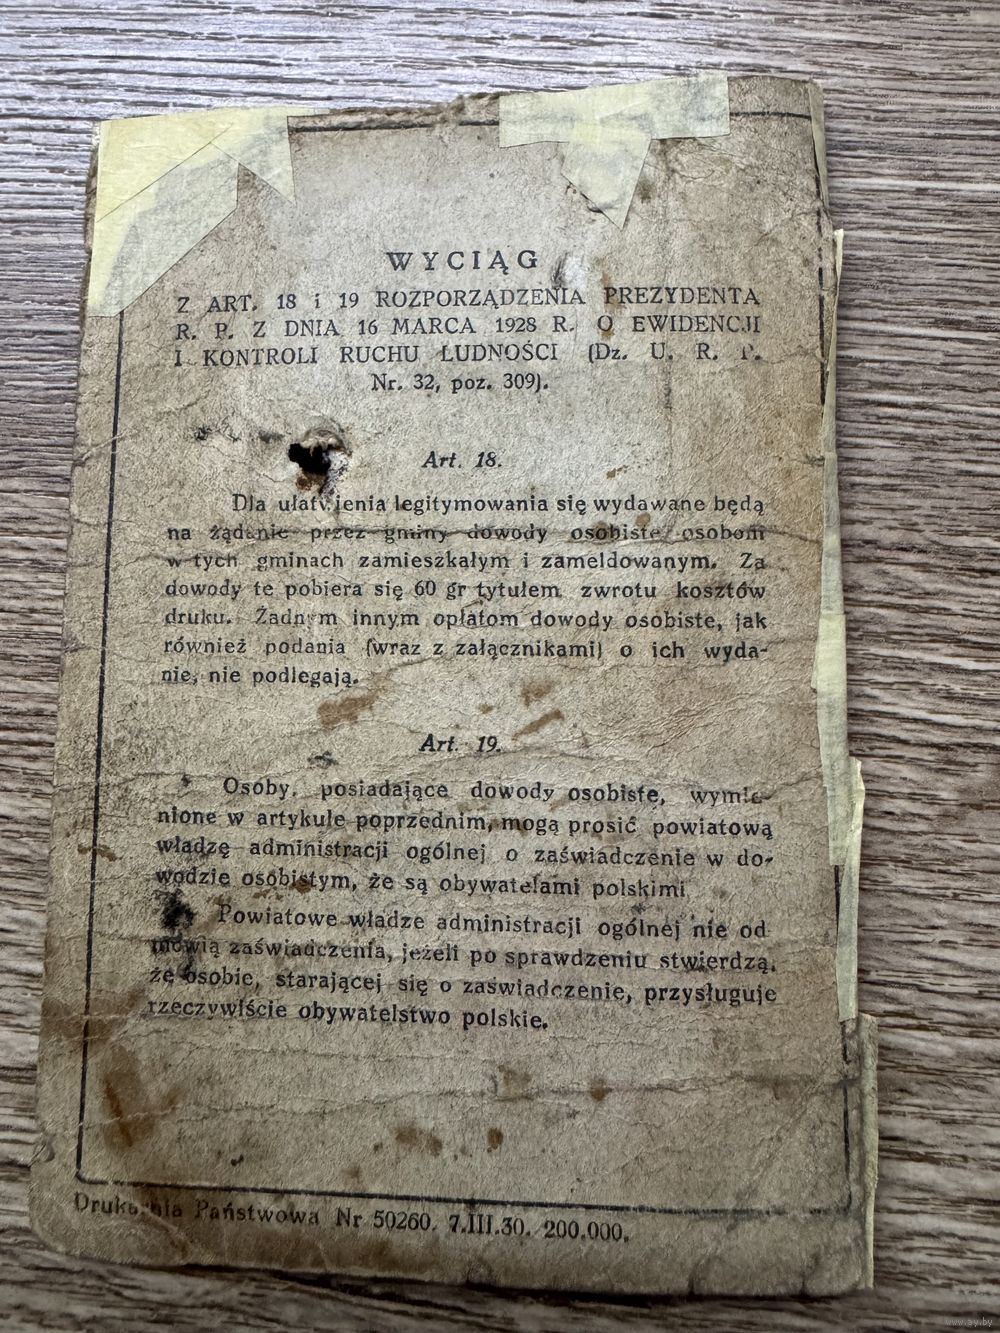 WYCIĄG
Z ART. 18 i 19 ROZPORZĄDZENIA PREZYDENTA
R. P. Z DNIA 16 MARCA 1928 R. O EWIDENCJI
I KONTROLI RUCHU LUDNOŚCI (Dz. U. R. P.
Nr. 32, poz. 309).
Art. 18.
Dla ułatwienia legitymowania się wydawane będą
na żądanie przez gminy dowody osobiste osobom
w tych gminach zamieszkałym i zameldowanym. Za
dowody te pobiera się 60 gr tytułem zwrotu kosztów
druku. Żadnym innym opłatom dowody osobiste, jak
również podania (wraz z załącznikami) o ich wyda-
nie, nie podlegają.
Art. 19.
Osoby, posiadające dowody osobiste, wymie-
nione w artykule poprzednim, mogą prosić powiatową
władzę administracji ogólnej o zaświadczenie w do-
wodzie osobistym, że są obywatelami polskimi
Powiatowe władze administracji ogólnej nie od
mówią zaświadczenia, jeżeli po sprawdzeniu stwierdzą,
że osobie, starającej się o zaświadczenie, przysługuje
rzeczywiście obywatelstwo polskie.
Drukarnia Państwowa Nr 50260. 7.III.30. 200.000.
www.ay.by